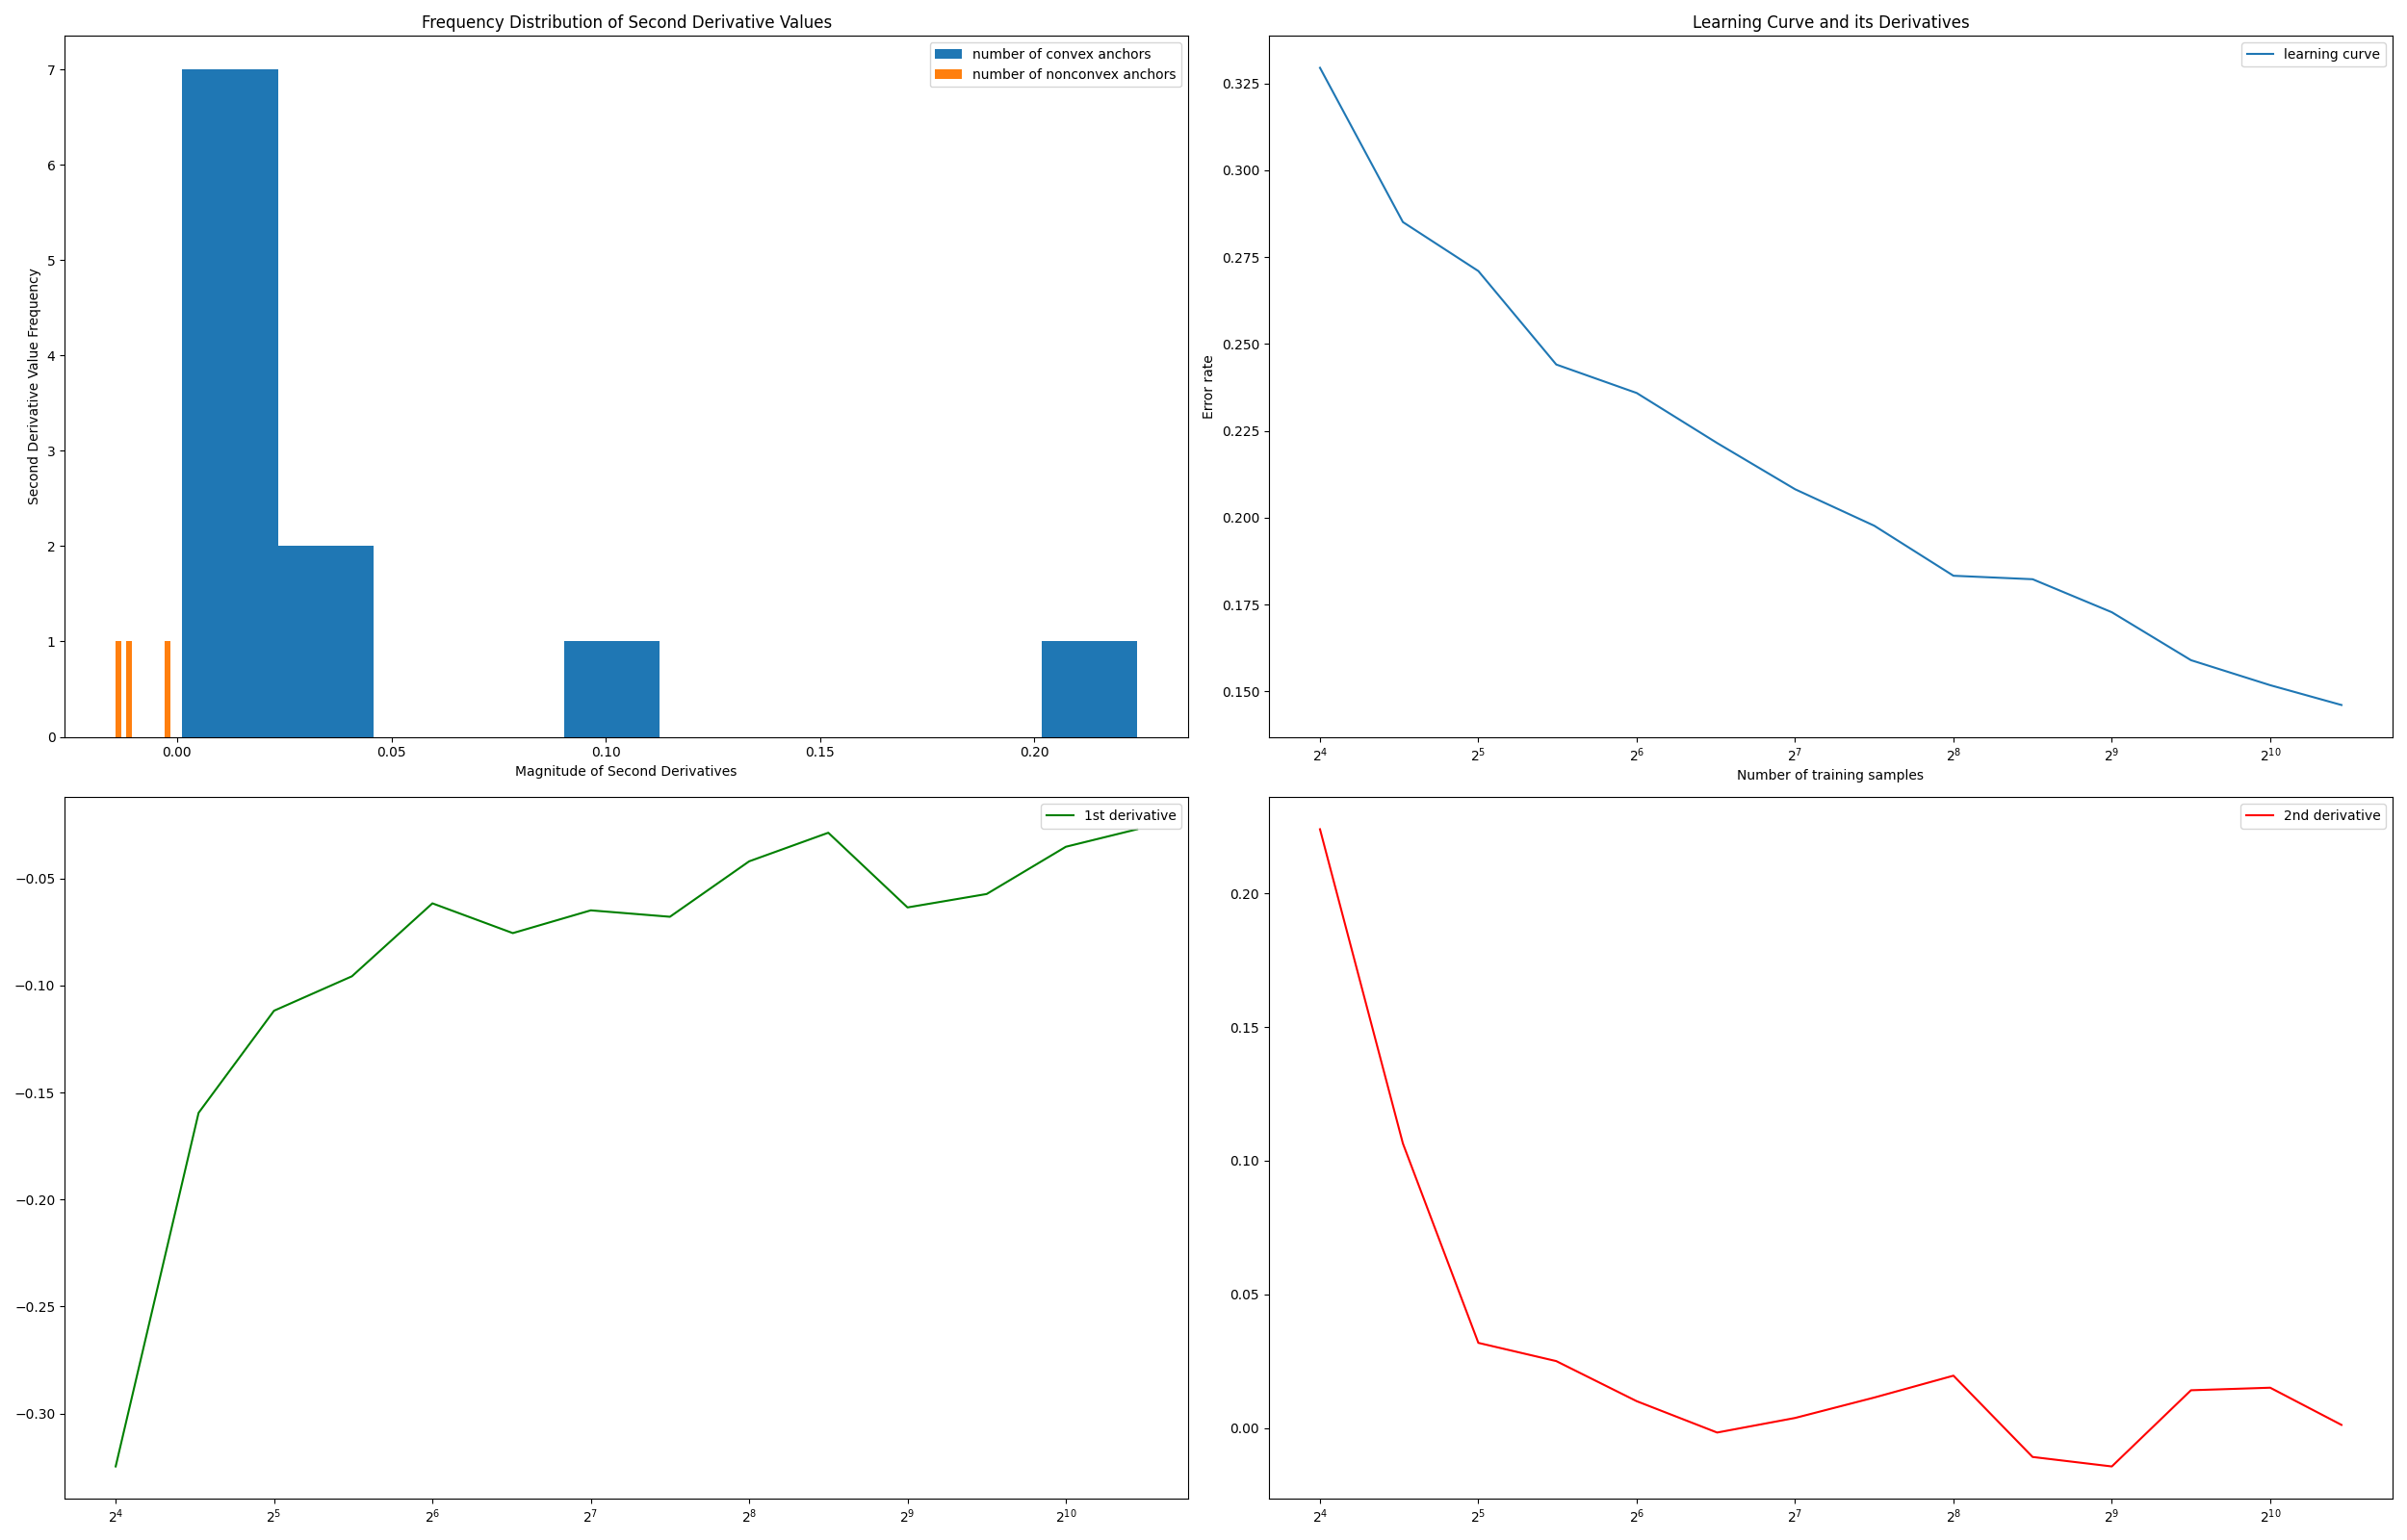 Frequency Distribution of Second Derivative Values
number of convex anchors
number of nonconvex anchors
Second Derivative Value Frequency
7
6
5
4
3
2
1
0
0.00 0.05 0.10 0.15 0.20
Magnitude of Second Derivatives
Learning Curve and its Derivatives
learning curve
Error rate
0.325
0.300
0.275
0.250
0.225
0.200
0.175
0.150
2⁴ 2⁵ 2⁶ 2⁷ 2⁸ 2⁹ 2¹⁰
Number of training samples
1st derivative
−0.05
−0.10
−0.15
−0.20
−0.25
−0.30
2⁴ 2⁵ 2⁶ 2⁷ 2⁸ 2⁹ 2¹⁰
2nd derivative
0.20
0.15
0.10
0.05
0.00
2⁴ 2⁵ 2⁶ 2⁷ 2⁸ 2⁹ 2¹⁰